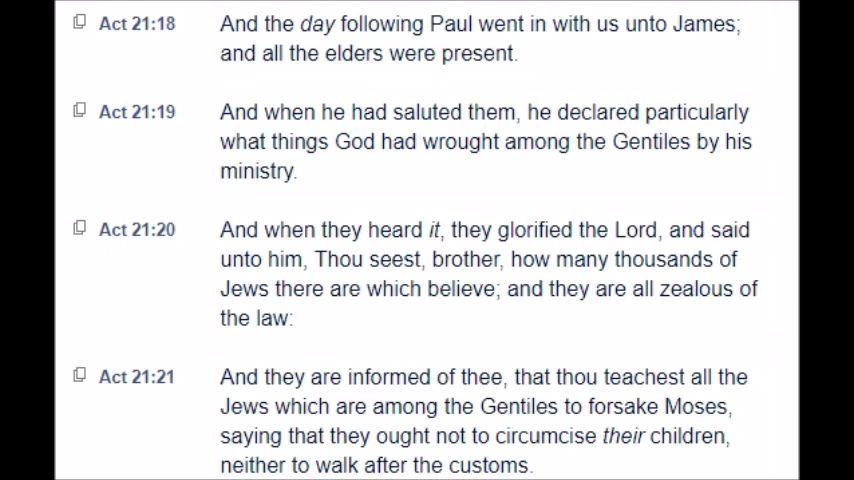 Act 21:18 And the day following Paul went in with us unto James;
and all the elders were present.
Act 21:19 And when he had saluted them, he declared particularly
what things God had wrought among the Gentiles by his
ministry.
Act 21:20 And when they heard it, they glorified the Lord, and said
unto him, Thou seest, brother, how many thousands of
Jews there are which believe; and they are all zealous of
the law:
Act 21:21 And they are informed of thee, that thou teachest all the
Jews which are among the Gentiles to forsake Moses,
saying that they ought not to circumcise their children,
neither to walk after the customs.